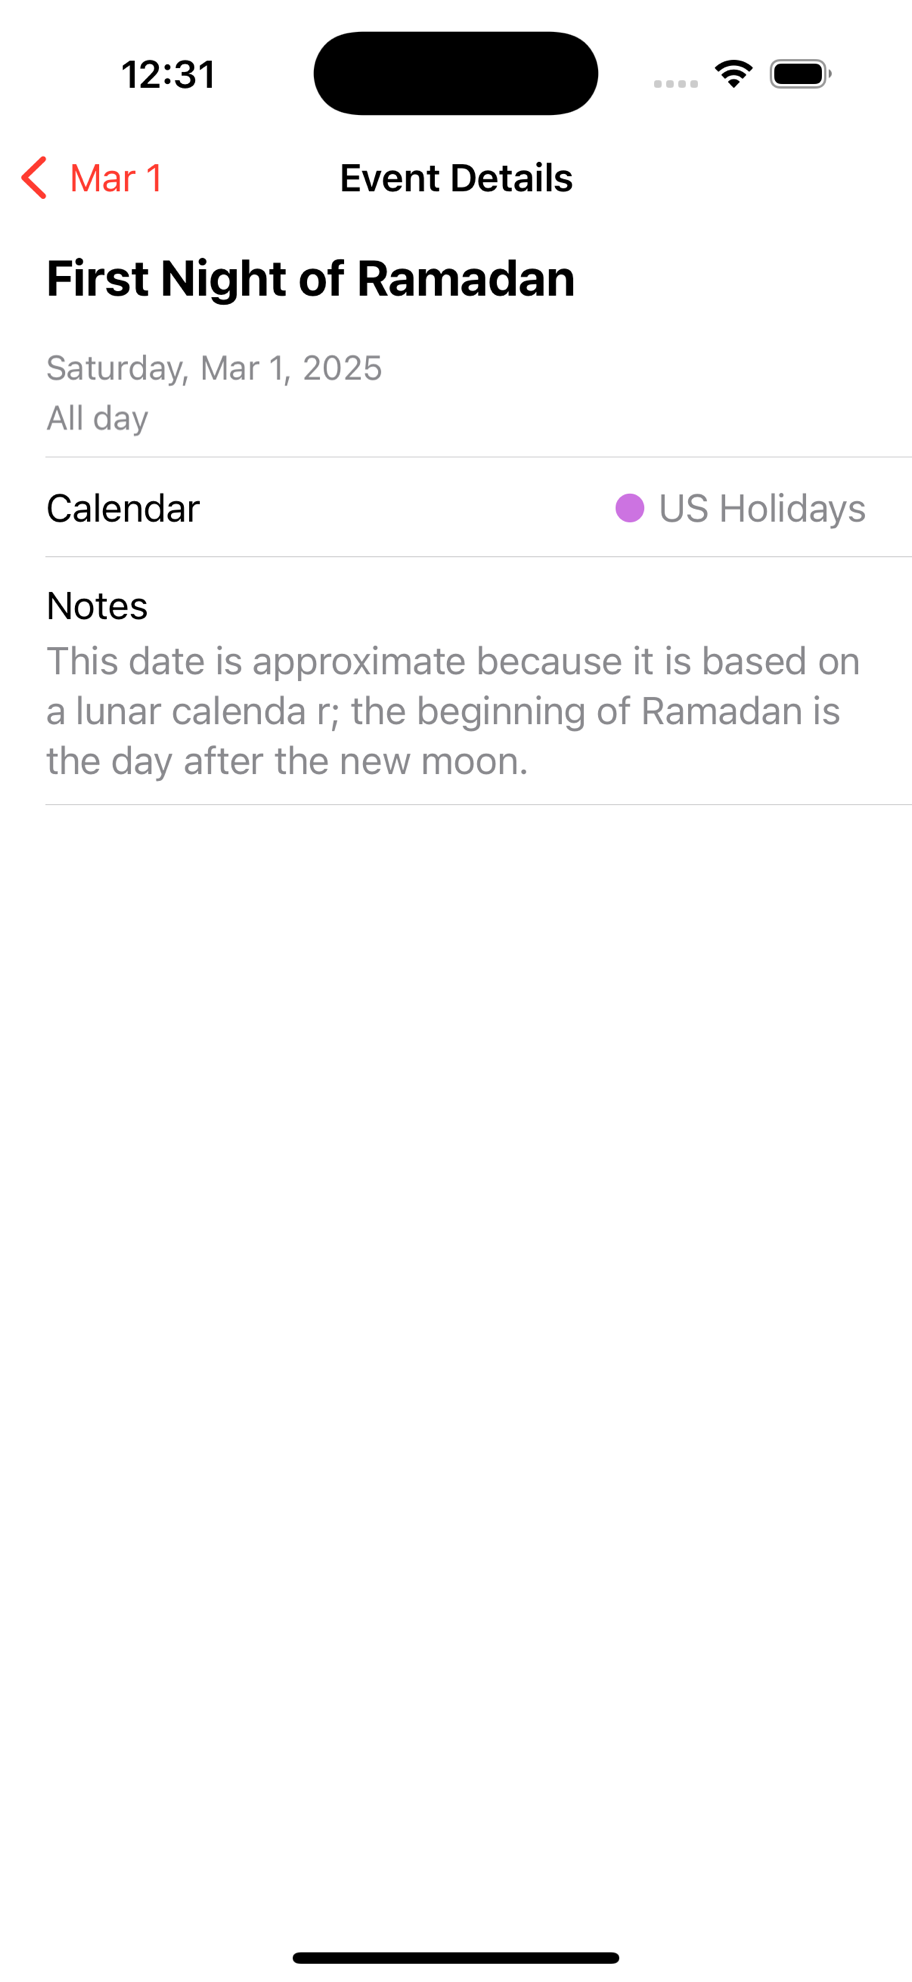 12:31
Mar 1
Event Details
First Night of Ramadan
Saturday, Mar 1, 2025
All day
Calendar
US Holidays
Notes
This date is approximate because it is based on
a lunar calenda r; the beginning of Ramadan is
the day after the new moon.